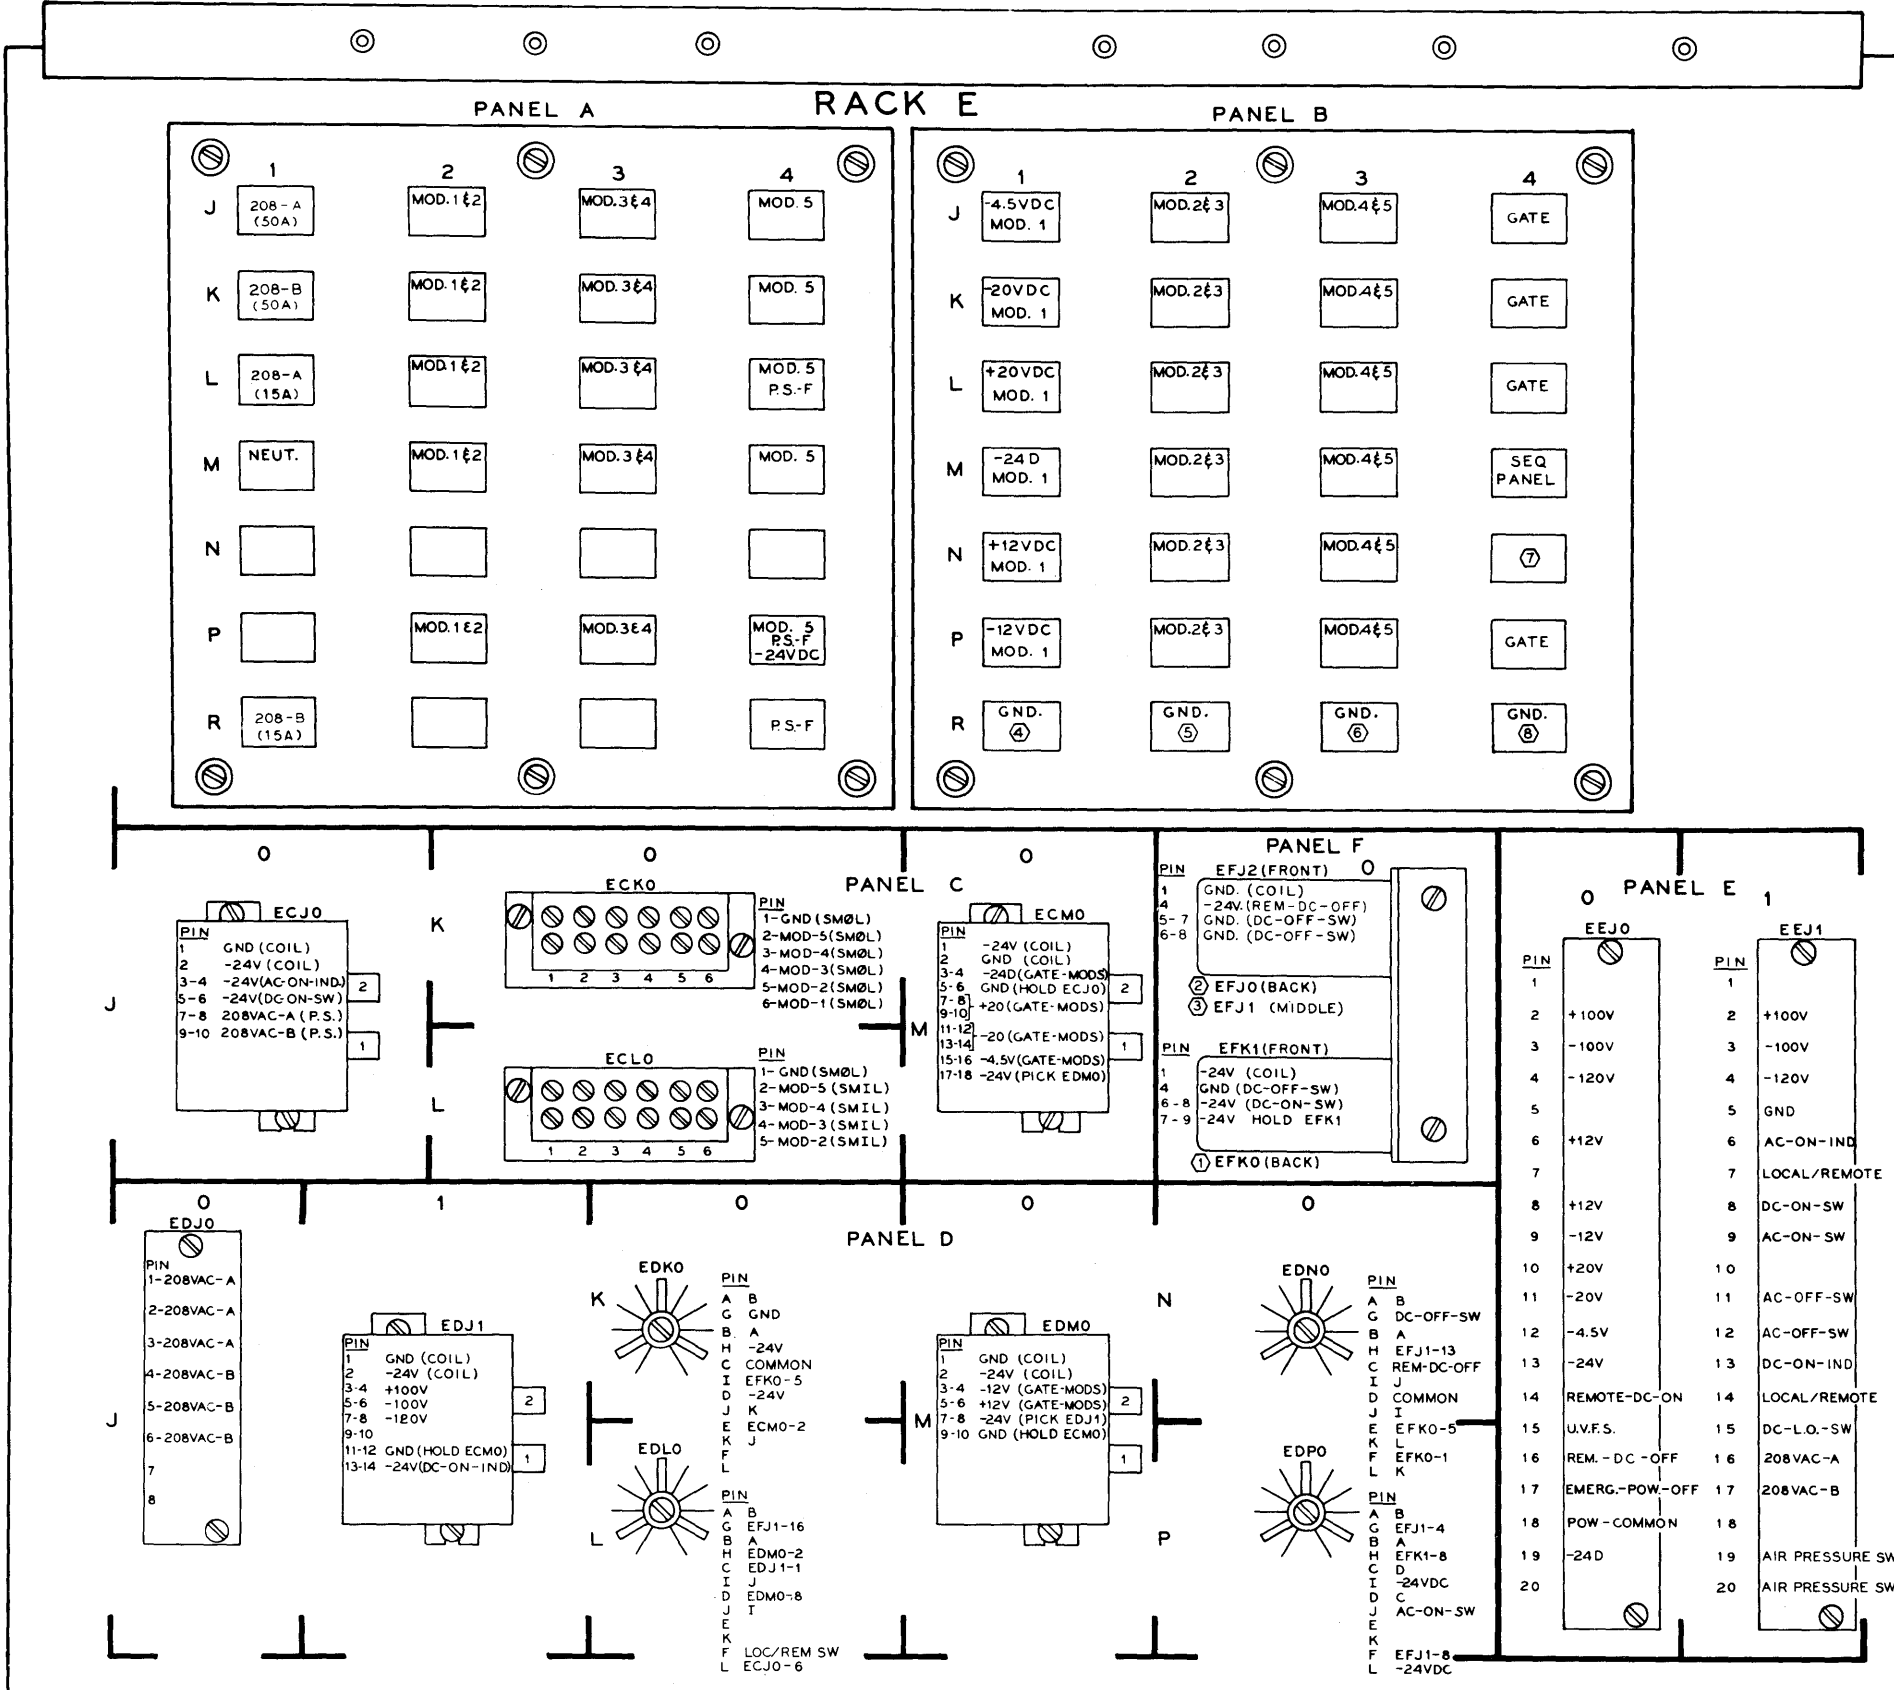 RACK E
PANEL A
1 2 3 4
J 208-A (50A) MOD. 1 & 2 MOD. 3 & 4 MOD. 5
K 208-B (50A) MOD. 1 & 2 MOD. 3 & 4 MOD. 5
L 208-A (15A) MOD. 1 & 2 MOD. 3 & 4 MOD. 5 P.S.-F
M NEUT. MOD. 1 & 2 MOD. 3 & 4 MOD. 5
N
P MOD. 1 & 2 MOD. 3 & 4 MOD. 5 P.S-F -24VDC
R 208-B (15A) P.S-F
PANEL B
1 2 3 4
J -4.5VDC MOD. 1 MOD. 2 & 3 MOD. 4 & 5 GATE
K -20VDC MOD. 1 MOD. 2 & 3 MOD. 4 & 5 GATE
L +20VDC MOD. 1 MOD. 2 & 3 MOD. 4 & 5 GATE
M -24 D MOD. 1 MOD. 2 & 3 MOD. 4 & 5 SEQ PANEL
N +12VDC MOD. 1 MOD. 2 & 3 MOD. 4 & 5 7
P -12VDC MOD. 1 MOD. 2 & 3 MOD. 4 & 5 GATE
R GND. 4 GND. 5 GND. 6 GND. 8
PANEL C
0 0 0
J
ECJ0
PIN
1 GND (COIL)
2 -24V (COIL)
3-4 -24V(AC-ON-IND)
5-6 -24V(DC-ON-SW)
7-8 208VAC-A (P.S.)
9-10 208VAC-B (P.S.)
2
1
K
ECK0
1 2 3 4 5 6
PIN
1-GND (SMØL)
2-MOD-5(SMØL)
3-MOD-4(SMØL)
4-MOD-3(SMØL)
5-MOD-2(SMØL)
6-MOD-1 (SMØL)
L
ECL0
1 2 3 4 5 6
PIN
1- GND(SMØL)
2-MOD-5 (SMIL)
3-MOD-4 (SMIL)
4-MOD-3 (SMIL)
5-MOD-2(SMIL)
M
ECM0
PIN
1 -24V (COIL)
2 GND (COIL)
3-4 -24D(GATE-MODS)
5-6 GND (HOLD ECJ0)
7-8
9-10 +20(GATE-MODS)
11-12
13-14 -20(GATE-MODS)
15-16 -4.5V(GATE-MODS)
17-18 -24V (PICK EDM0)
2
1
PANEL F
0
PIN EFJ2(FRONT)
1 GND. (COIL)
4 -24V.(REM-DC-OFF)
5-7 GND. (DC-OFF-SW)
6-8 GND. (DC-OFF-SW)
2 EFJ0(BACK)
3 EFJ1 (MIDDLE)
PIN EFK1(FRONT)
1 -24V (COIL)
4 GND (DC-OFF-SW)
6-8 -24V (DC-ON-SW)
7-9 -24V HOLD EFK1
1 EFK0(BACK)
PANEL E
0 1
EEJ0
PIN
1
2 +100V
3 -100V
4 -120V
5
6 +12V
7
8 +12V
9 -12V
10 +20V
11 -20V
12 -4.5V
13 -24V
14 REMOTE-DC-ON
15 U.V.F.S.
16 REM.-DC-OFF
17 EMERG.-POW.-OFF
18 POW-COMMON
19 -24D
20
EEJ1
PIN
1
2 +100V
3 -100V
4 -120V
5 GND
6 AC-ON-IND
7 LOCAL/REMOTE
8 DC-ON-SW
9 AC-ON-SW
10
11 AC-OFF-SW
12 AC-OFF-SW
13 DC-ON-IND
14 LOCAL/REMOTE
15 DC-L.O.-SW
16 208VAC-A
17 208VAC-B
18
19 AIR PRESSURE SW
20 AIR PRESSURE SW
PANEL D
0 1 0 0 0
J
EDJ0
PIN
1-208VAC-A
2-208VAC-A
3-208VAC-A
4-208VAC-B
5-208VAC-B
6-208VAC-B
7
8
EDJ1
PIN
1 GND (COIL)
2 -24V (COIL)
3-4 +100V
5-6 -100V
7-8 -120V
9-10
11-12 GND(HOLD ECM0)
13-14 -24V(DC-ON-IND)
2
1
K
EDK0
PIN
A B
G GND
B. A
H -24V
C COMMON
I EFK0-5
D -24V
J K
E ECM0-2
K J
F
L
L
EDL0
PIN
A B
G EFJ1-16
B A
H EDM0-2
C EDJ1-1
I J
D EDM0-8
J I
E
K
F LOC/REM SW
L ECJ0-6
M
EDM0
PIN
1 GND (COIL)
2 -24V (COIL)
3-4 -12V (GATE-MODS)
5-6 +12V (GATE-MODS)
7-8 -24V (PICK EDJ1)
9-10 GND (HOLD ECM0)
2
1
N
EDN0
PIN
A B
G DC-OFF-SW
B A
H EFJ1-13
C REM-DC-OFF
I J
D COMMON
J I
E EFK0-5
K L
F EFK0-1
L K
P
EDP0
PIN
A B
G EFJ1-4
B A
H EFK1-8
C D
I -24VDC
D C
J AC-ON-SW
E
K
F EFJ1-8
L -24VDC